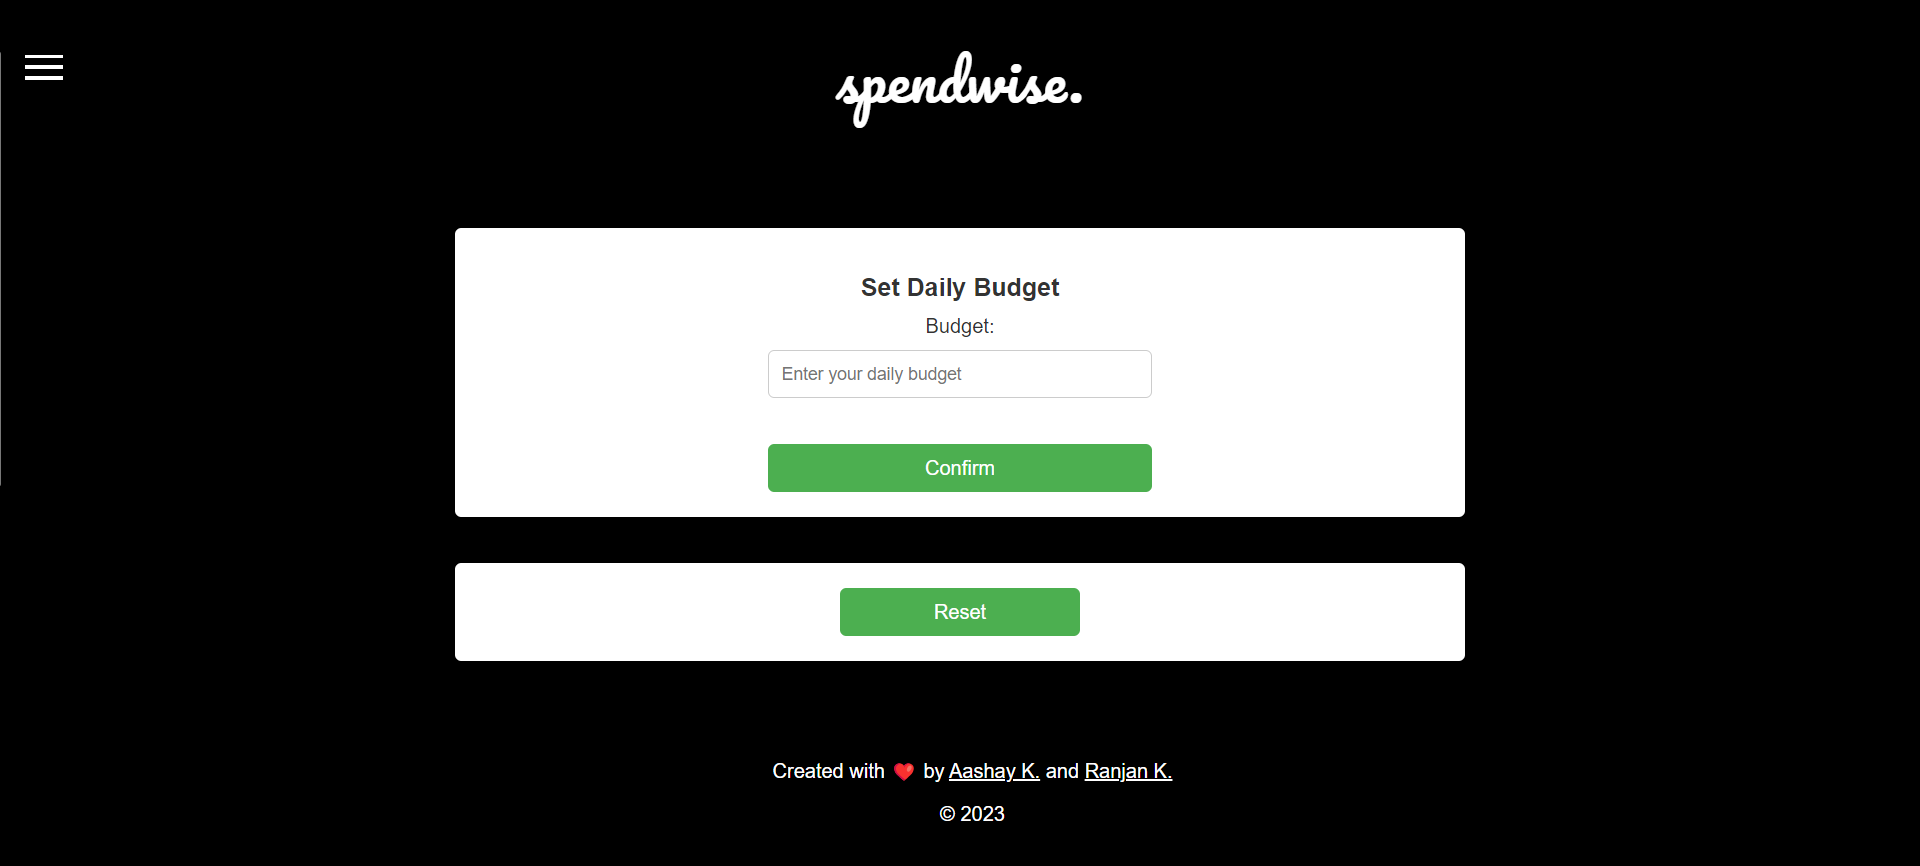 spendwise.
Set Daily Budget
Budget:
Enter your daily budget
Confirm
Reset
Created with ❤️ by Aashay K. and Ranjan K.
© 2023